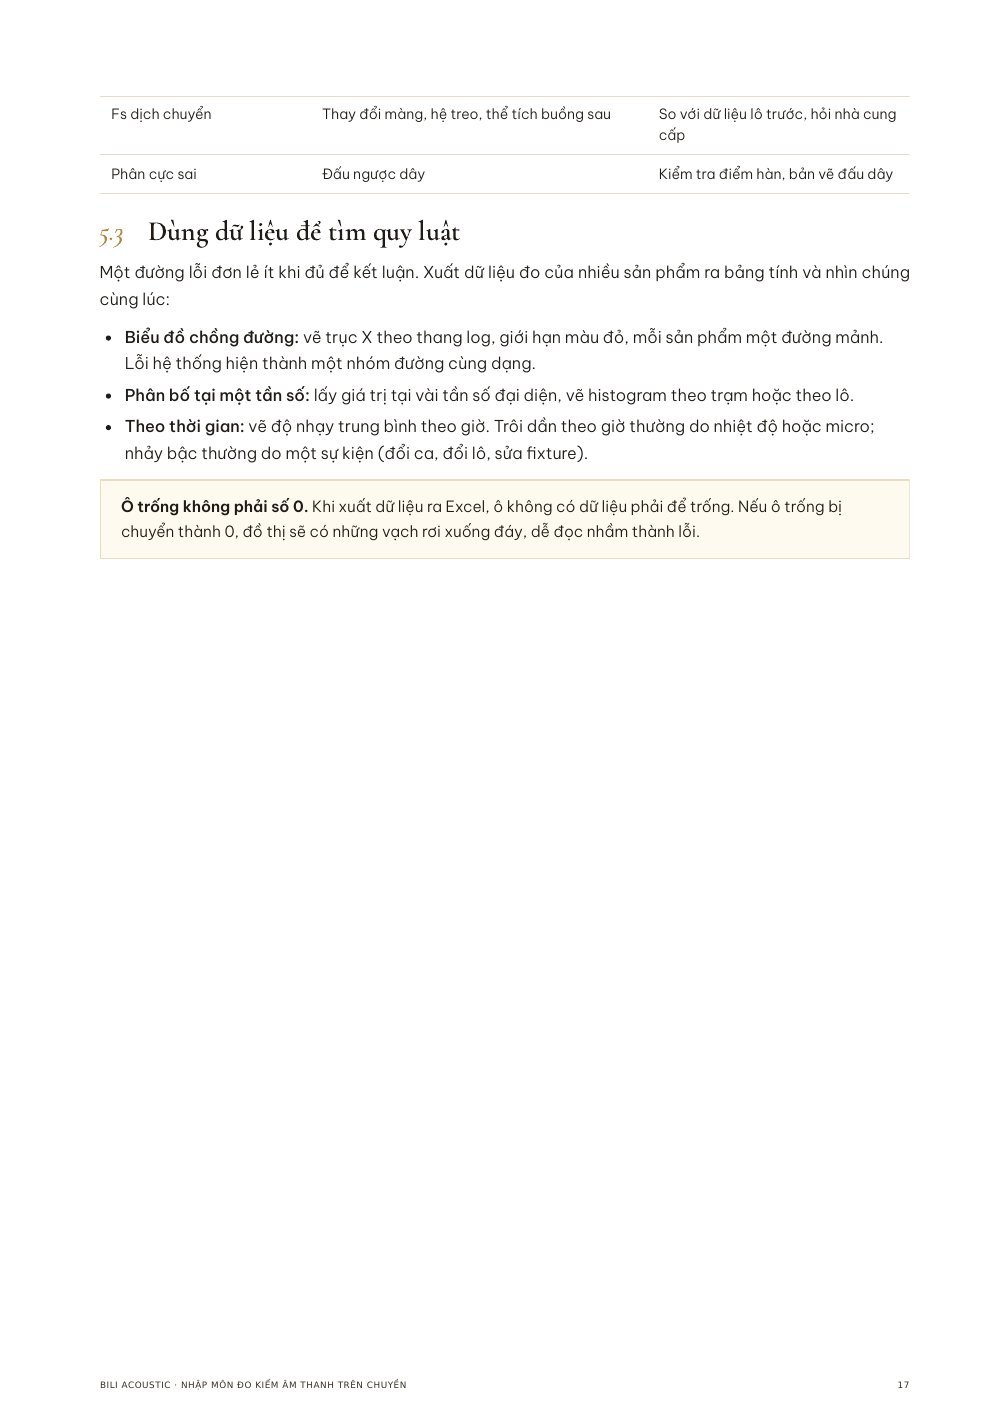 Fs dịch chuyển	Thay đổi màng, hệ treo, thể tích buồng sau	So với dữ liệu lô trước, hỏi nhà cung
cấp
Phân cực sai	Đấu ngược dây	Kiểm tra điểm hàn, bản vẽ đấu dây
5.3 Dùng dữ liệu để tìm quy luật
Một đường lỗi đơn lẻ ít khi đủ để kết luận. Xuất dữ liệu đo của nhiều sản phẩm ra bảng tính và nhìn chúng
cùng lúc:
• Biểu đồ chồng đường: vẽ trục X theo thang log, giới hạn màu đỏ, mỗi sản phẩm một đường mảnh.
Lỗi hệ thống hiện thành một nhóm đường cùng dạng.
• Phân bố tại một tần số: lấy giá trị tại vài tần số đại diện, vẽ histogram theo trạm hoặc theo lô.
• Theo thời gian: vẽ độ nhạy trung bình theo giờ. Trôi dần theo giờ thường do nhiệt độ hoặc micro;
nhảy bậc thường do một sự kiện (đổi ca, đổi lô, sửa fixture).
Ô trống không phải số 0. Khi xuất dữ liệu ra Excel, ô không có dữ liệu phải để trống. Nếu ô trống bị
chuyển thành 0, đồ thị sẽ có những vạch rơi xuống đáy, dễ đọc nhầm thành lỗi.
BILI ACOUSTIC · NHẬP MÔN ĐO KIỂM ÂM THANH TRÊN CHUYỀN	17